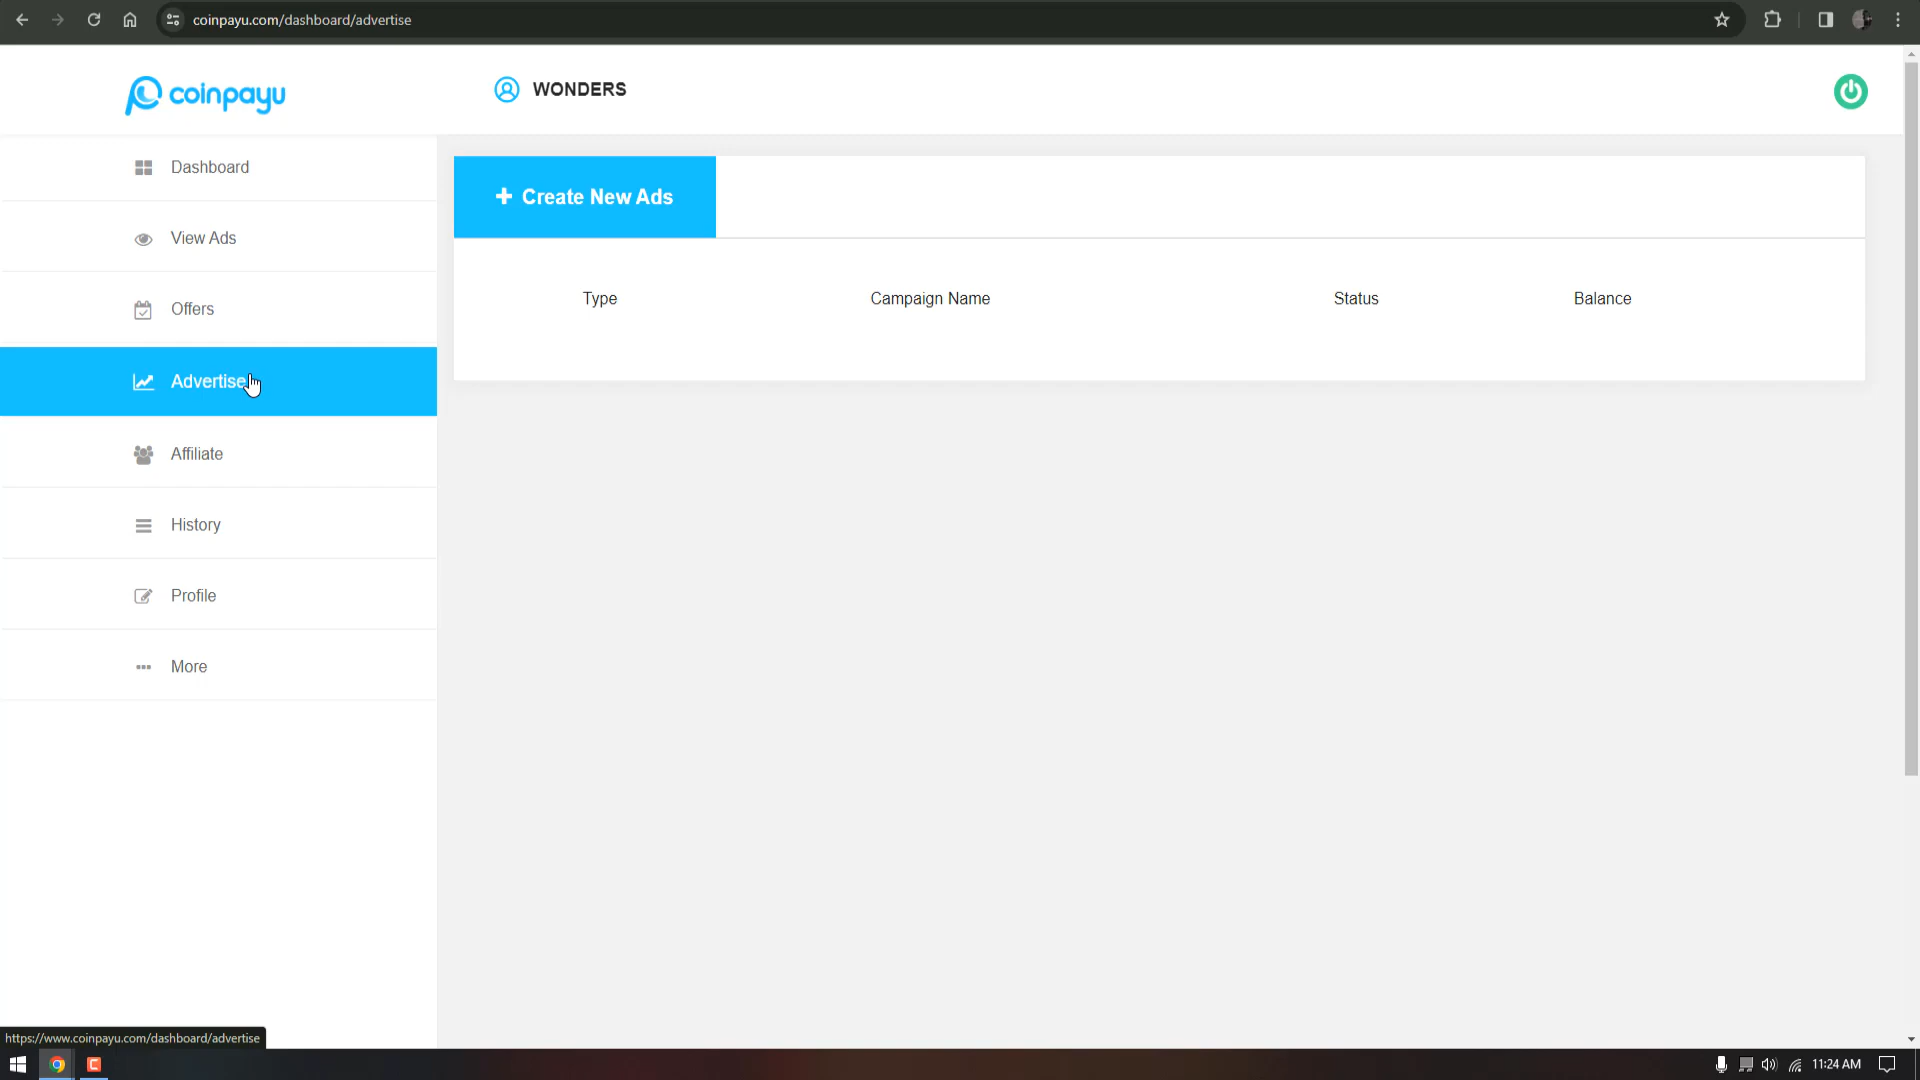 coinpayu.com/dashboard/advertise
coinpayu
WONDERS
Dashboard
View Ads
Offers
Advertise
Affiliate
History
Profile
More
+ Create New Ads
Type Campaign Name Status Balance
https://www.coinpayu.com/dashboard/advertise
11:24 AM